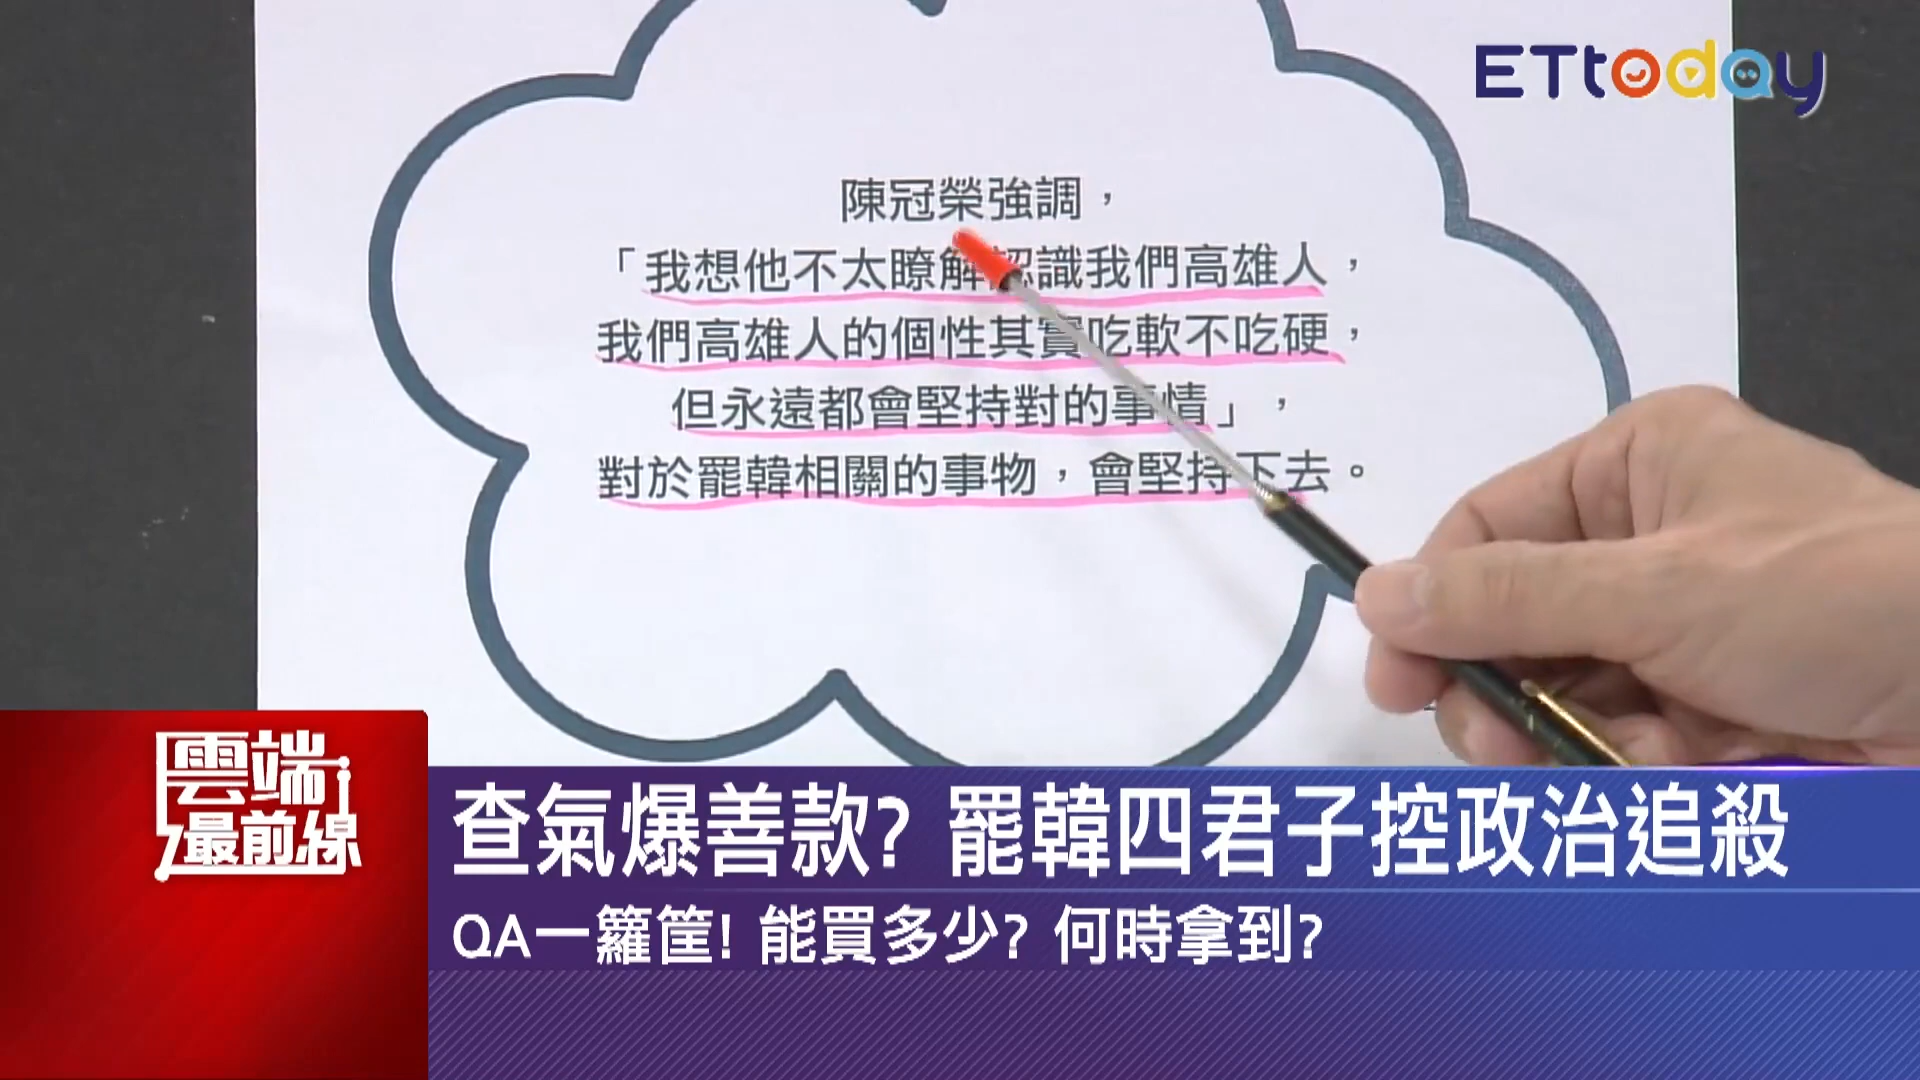 ETtoday
陳冠榮強調，
「我想他不太瞭解認識我們高雄人，
我們高雄人的個性其實吃軟不吃硬，
但永遠都會堅持對的事情」，
對於罷韓相關的事物，會堅持下去。
雲端
最前線
查氣爆善款? 罷韓四君子控政治追殺
QA一籮筐! 能買多少? 何時拿到?